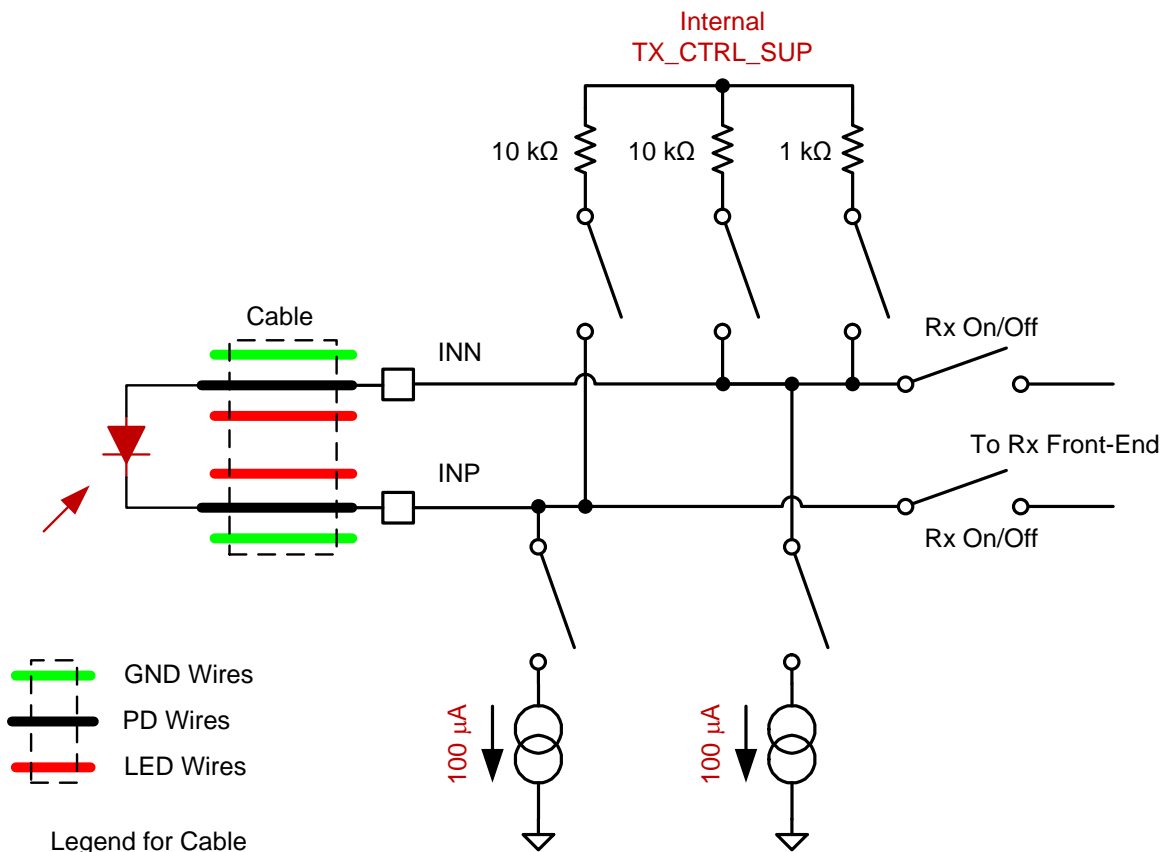 Internal
TX_CTRL_SUP
10 kΩ
10 kΩ
1 kΩ
Cable
INN
Rx On/Off
To Rx Front-End
INP
Rx On/Off
GND Wires
PD Wires
LED Wires
100 µA
100 µA
Legend for Cable